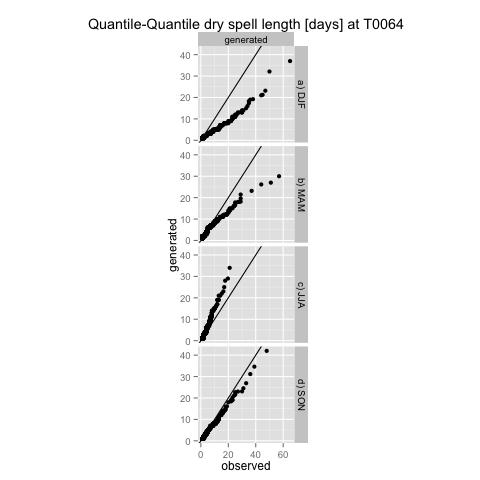 Quantile-Quantile dry spell length [days] at T0064
generated
40
30
20
10
0
a) DJF
40
30
20
10
0
b) MAM
generated
40
30
20
10
0
c) JJA
40
30
20
10
0
d) SON
0 20 40 60
observed